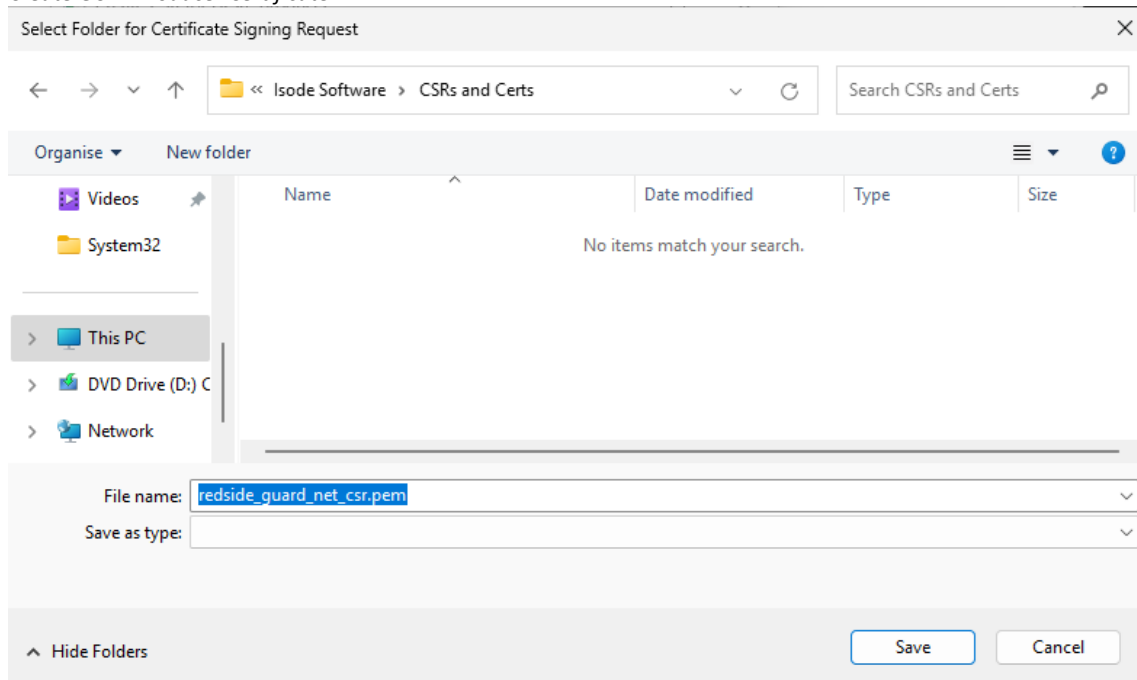 Select Folder for Certificate Signing Request
« Isode Software > CSRs and Certs
Search CSRs and Certs
Organise
New folder
Videos
System32
This PC
DVD Drive (D:) C
Network
Name
Date modified
Type
Size
No items match your search.
File name: redside_guard_net_csr.pem
Save as type:
Hide Folders
Save
Cancel